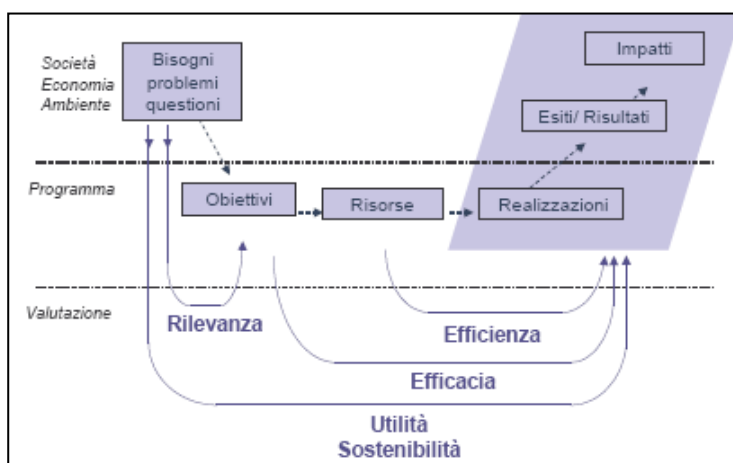 Società
Economia
Ambiente
Bisogni
problemi
questioni
Impatti
Esiti/ Risultati
Programma
Obiettivi
Risorse
Realizzazioni
Valutazione
Rilevanza
Efficienza
Efficacia
Utilità
Sostenibilità